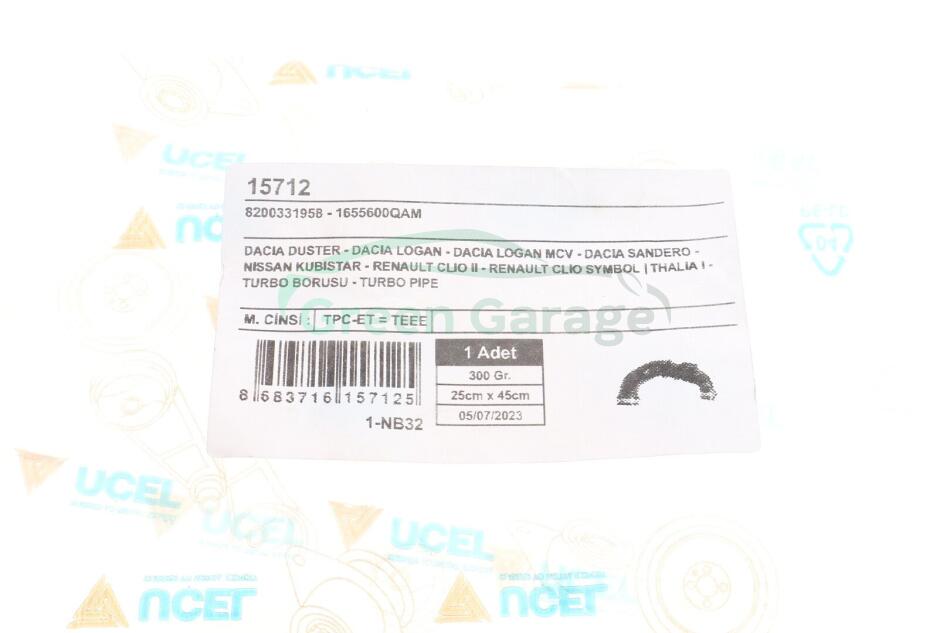 UCEL
UCEL
15712
8200331958 - 1655600QAM
DACIA DUSTER - DACIA LOGAN - DACIA LOGAN MCV - DACIA SANDERO -
NISSAN KUBISTAR - RENAULT CLIO II - RENAULT CLIO SYMBOL | THALIA I -
TURBO BORUSU - TURBO PIPE
M. CİNSİ : TPC-ET = TEEE
Green Garage
1 Adet
300 Gr.
25cm x 45cm
05/07/2023
8 683716 157125
1-NB32
UCEL
UCEL
UCEL
UCEL
UCEL